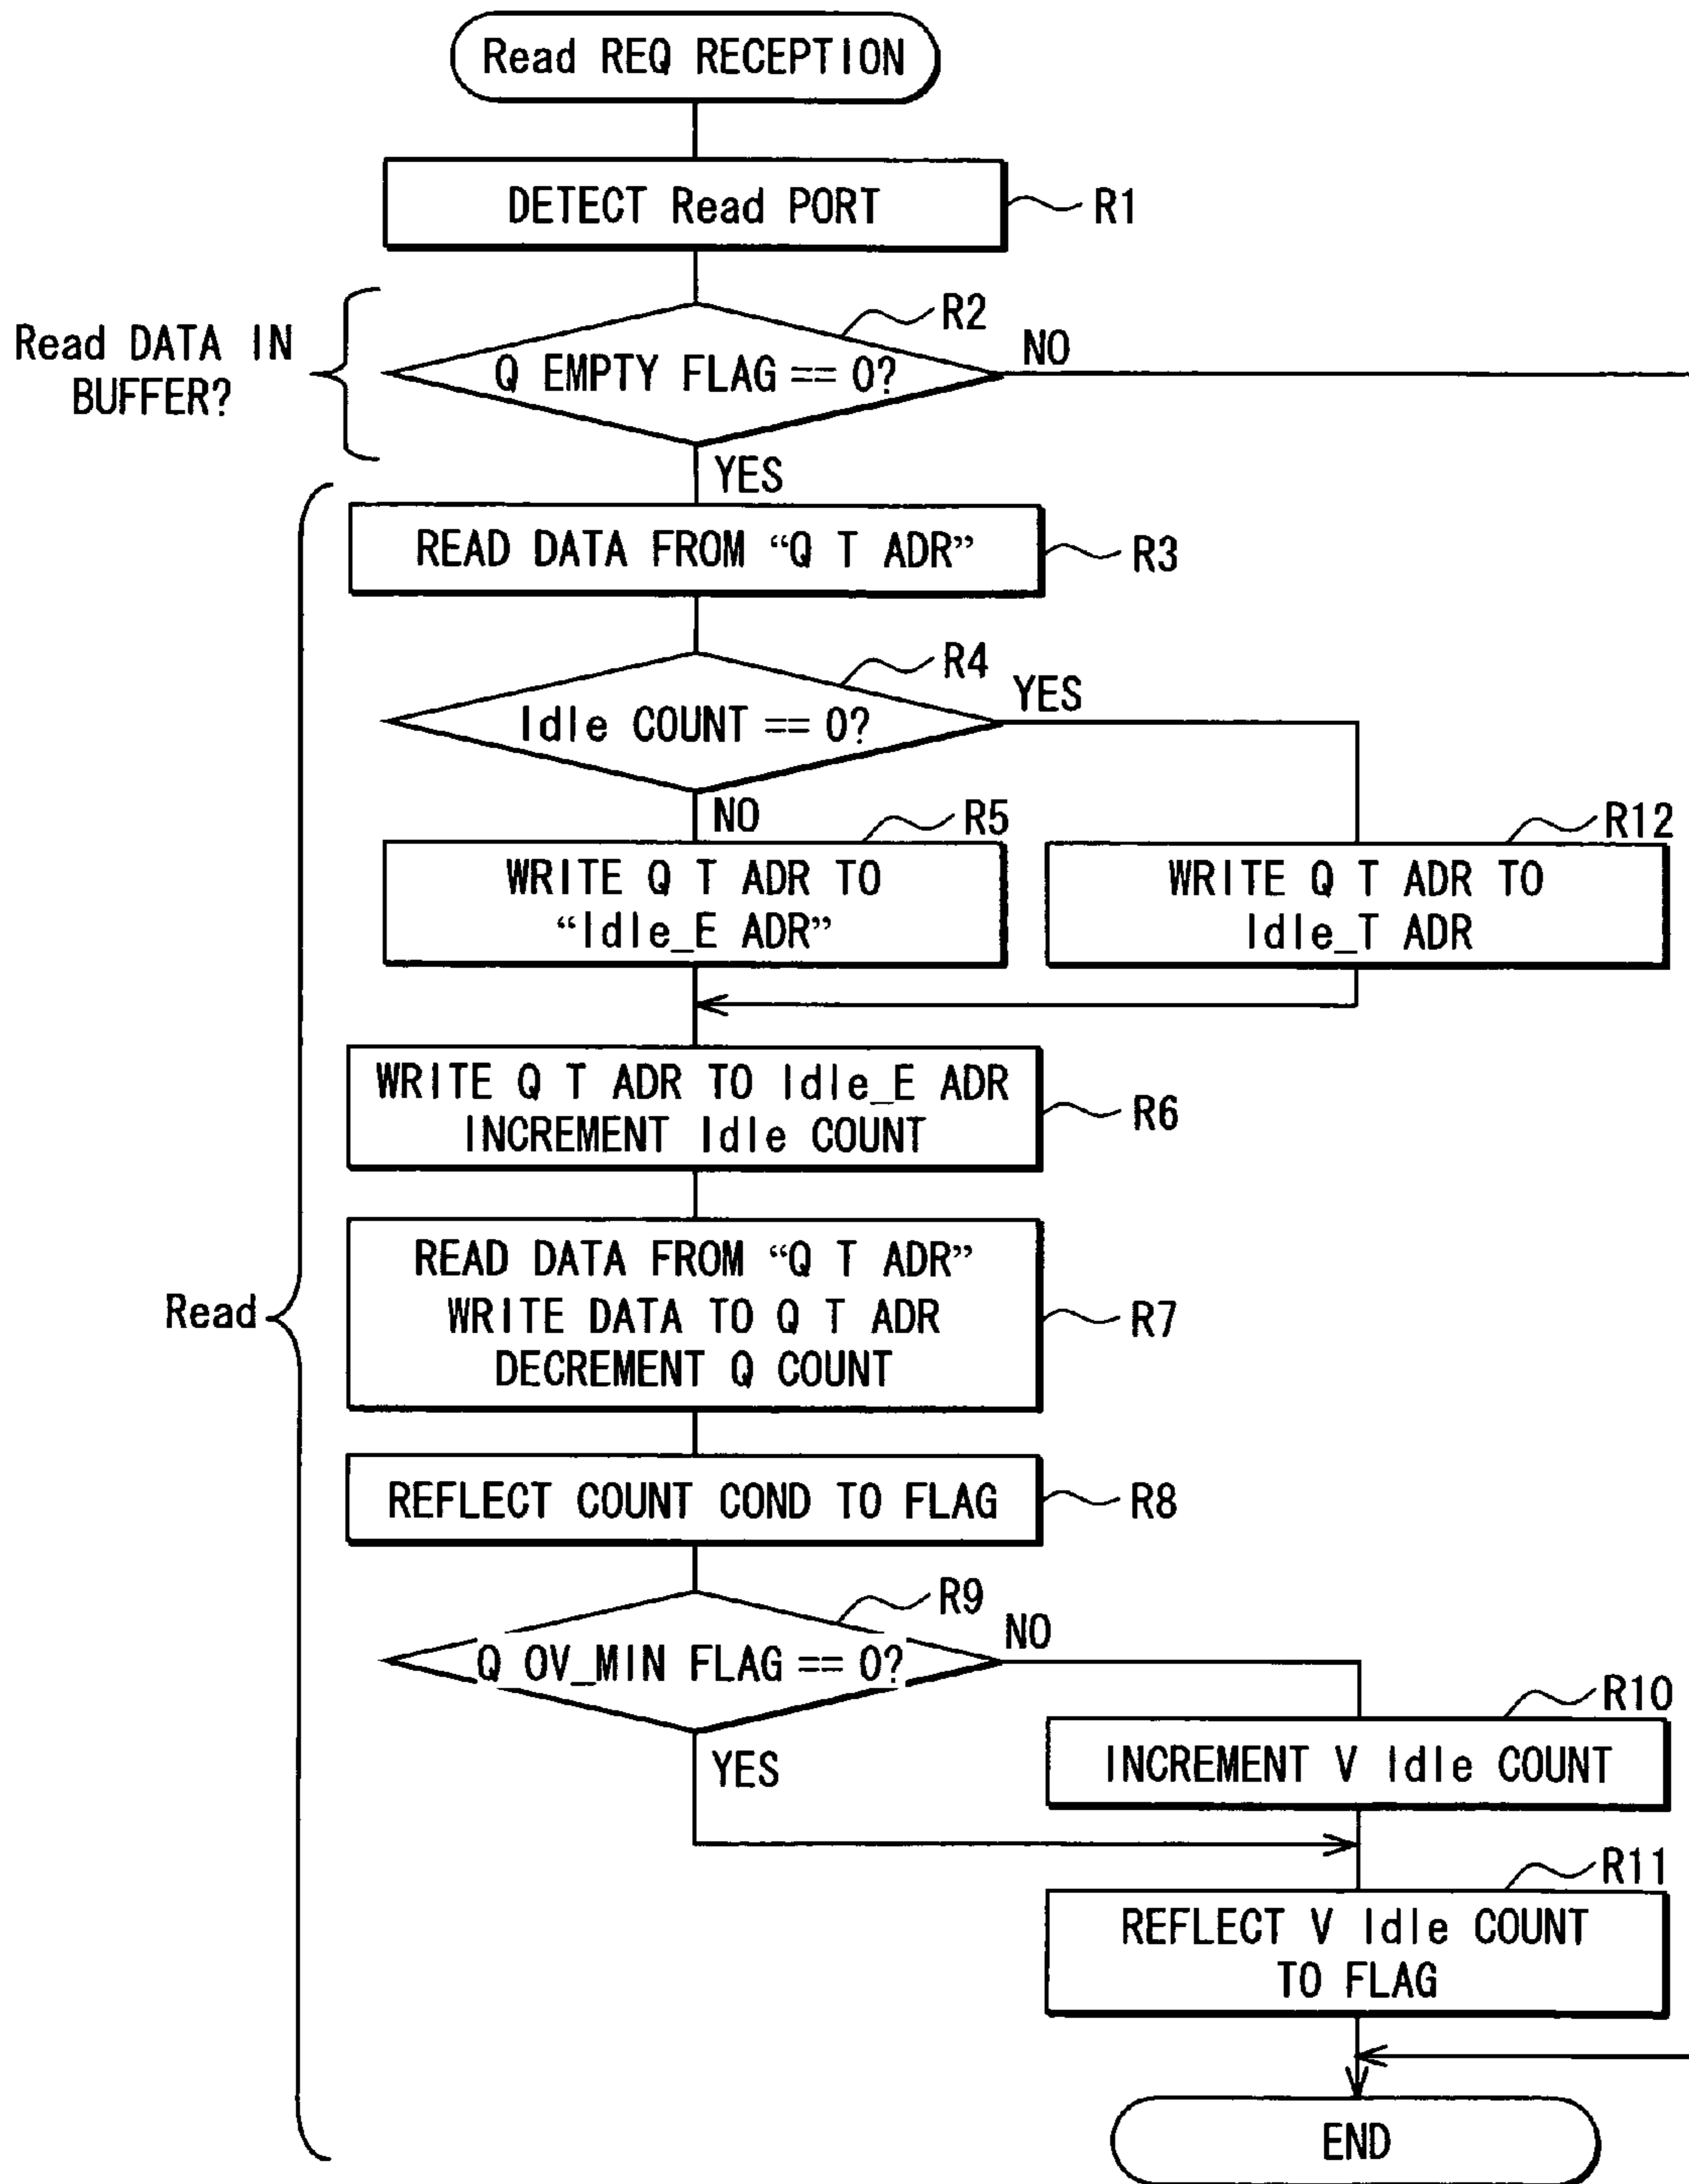 Read REQ RECEPTION
DETECT Read PORT
R1
Read DATA IN
BUFFER?
R2
Q EMPTY FLAG == 0?
NO
YES
READ DATA FROM “Q T ADR”
R3
R4
Idle COUNT == 0?
YES
NO
R5
WRITE Q T ADR TO
“Idle_E ADR”
R12
WRITE Q T ADR TO
Idle_T ADR
WRITE Q T ADR TO Idle_E ADR
INCREMENT Idle COUNT
R6
Read
READ DATA FROM “Q T ADR”
WRITE DATA TO Q T ADR
DECREMENT Q COUNT
R7
REFLECT COUNT COND TO FLAG
R8
R9
Q OV_MIN FLAG == 0?
NO
YES
R10
INCREMENT V Idle COUNT
R11
REFLECT V Idle COUNT
TO FLAG
END